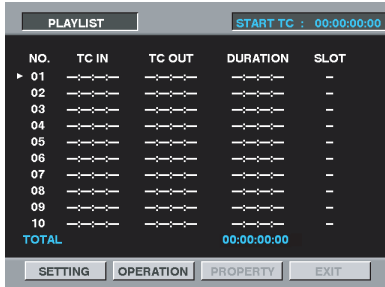 PLAYLIST START TC : 00:00:00:00
NO. TC IN TC OUT DURATION SLOT
01 --:--:--:-- --:--:--:-- --:--:--:-- -
02 --:--:--:-- --:--:--:-- --:--:--:-- -
03 --:--:--:-- --:--:--:-- --:--:--:-- -
04 --:--:--:-- --:--:--:-- --:--:--:-- -
05 --:--:--:-- --:--:--:-- --:--:--:-- -
06 --:--:--:-- --:--:--:-- --:--:--:-- -
07 --:--:--:-- --:--:--:-- --:--:--:-- -
08 --:--:--:-- --:--:--:-- --:--:--:-- -
09 --:--:--:-- --:--:--:-- --:--:--:-- -
10 --:--:--:-- --:--:--:-- --:--:--:-- -
TOTAL 00:00:00:00
SETTING OPERATION PROPERTY EXIT